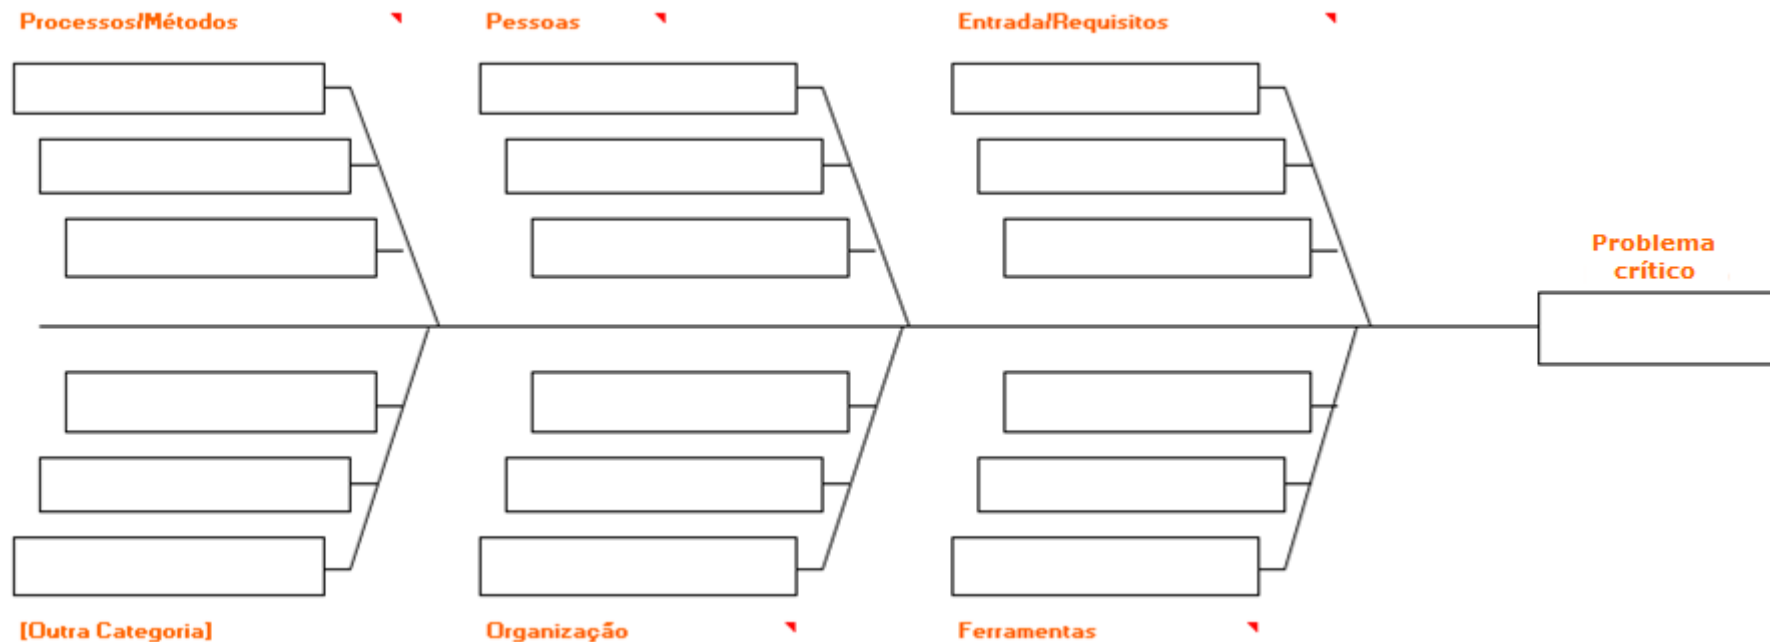 Processos/Métodos
Pessoas
Entrada/Requisitos
Problema
crítico
[Outra Categoria]
Organização
Ferramentas